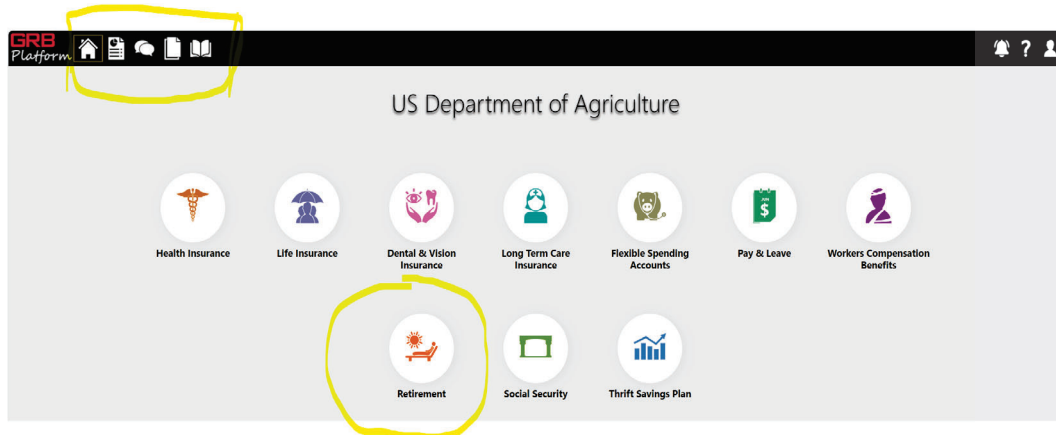 GRB
Platform
?
US Department of Agriculture
Health Insurance
Life Insurance
Dental & Vision
Insurance
Long Term Care
Insurance
Flexible Spending
Accounts
$
Pay & Leave
Workers Compensation
Benefits
Retirement
Social Security
Thrift Savings Plan